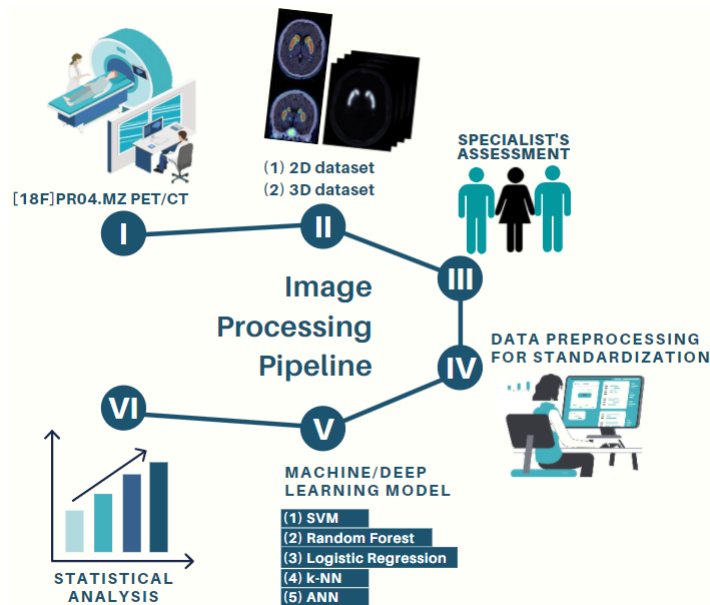 [18F]PR04.MZ PET/CT
I
(1) 2D dataset
(2) 3D dataset
II
SPECIALIST'S
ASSESSMENT
III
Image
Processing
Pipeline
DATA PREPROCESSING
FOR STANDARDIZATION
IV
V
MACHINE/DEEP
LEARNING MODEL
(1) SVM
(2) Random Forest
(3) Logistic Regression
(4) k-NN
(5) ANN
VI
STATISTICAL
ANALYSIS